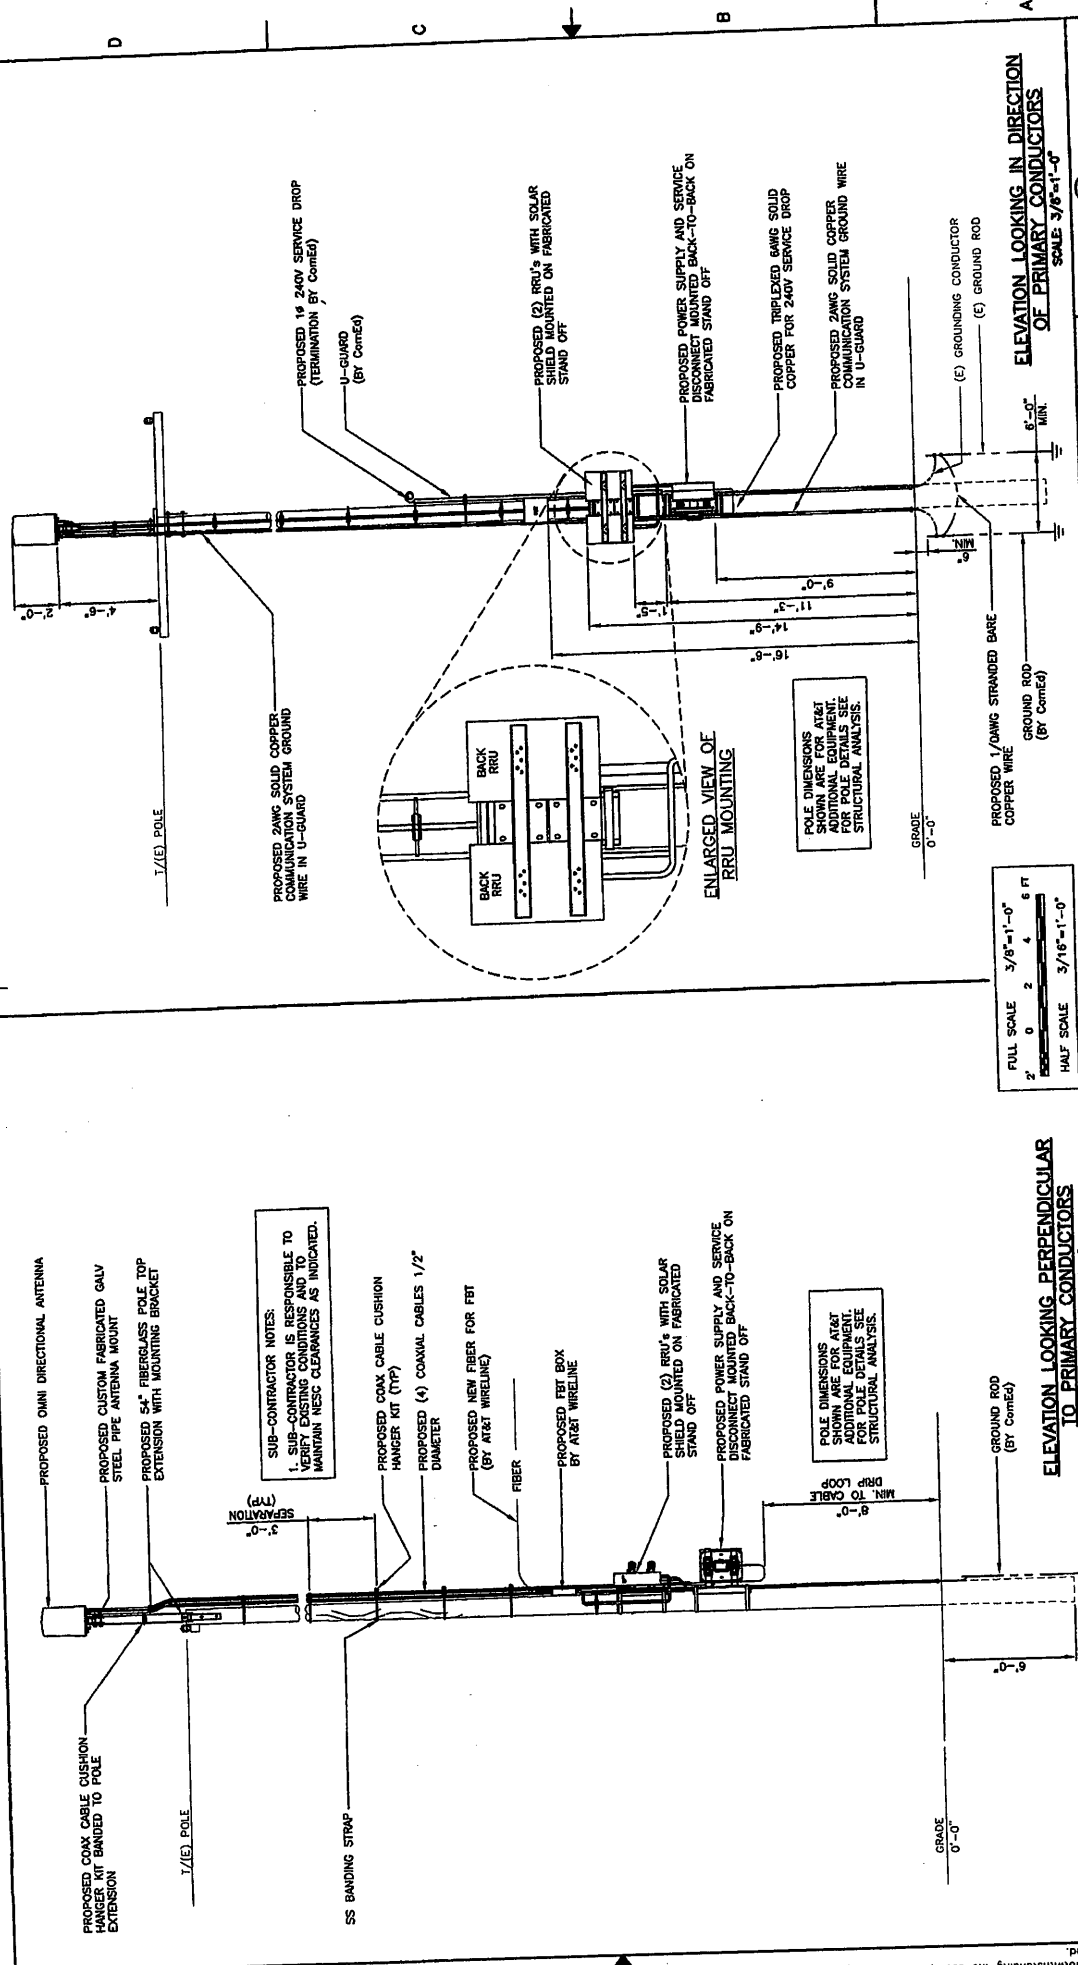 PROPOSED OMNI DIRECTIONAL ANTENNA
PROPOSED CUSTOM FABRICATED GALV
STEEL PIPE ANTENNA MOUNT
PROPOSED 54" FIBERGLASS POLE TOP
EXTENSION WITH MOUNTING BRACKET
PROPOSED COAX CABLE CUSHION
HANGER KIT BANDED TO POLE
EXTENSION
T/(E) POLE
SUB-CONTRACTOR NOTES:
1. SUB-CONTRACTOR IS RESPONSIBLE TO
VERIFY EXISTING CONDITIONS AND TO
MAINTAIN NESC CLEARANCES AS INDICATED.
3'-0"
SEPARATION
(TYP)
SS BANDING STRAP
PROPOSED COAX CABLE CUSHION
HANGER KIT (TYP)
PROPOSED (4) COAXIAL CABLES 1/2"
DIAMETER
PROPOSED NEW FIBER FOR FBT
(BY AT&T WIRELINE)
FIBER
PROPOSED FBT BOX
BY AT&T WIRELINE
PROPOSED (2) RRU's WITH SOLAR
SHIELD MOUNTED ON FABRICATED
STAND OFF
PROPOSED POWER SUPPLY AND SERVICE
DISCONNECT MOUNTED BACK-TO-BACK ON
FABRICATED STAND OFF
8'-0"
MIN. TO CABLE
DRIP LOOP
POLE DIMENSIONS
SHOWN ARE FOR AT&T
ADDITIONAL EQUIPMENT.
FOR POLE DETAILS SEE
STRUCTURAL ANALYSIS.
GRADE
0'-0"
6'-0"
GROUND ROD
(BY ComEd)
ELEVATION LOOKING PERPENDICULAR
TO PRIMARY CONDUCTORS
D
C
B
A
2'-0"
4'-6"
T/(E) POLE
PROPOSED 2AWG SOLID COPPER
COMMUNICATION SYSTEM GROUND
WIRE IN U-GUARD
PROPOSED 1ø 240V SERVICE DROP
(TERMINATION BY ComEd)
U-GUARD
(BY ComEd)
PROPOSED (2) RRU's WITH SOLAR
SHIELD MOUNTED ON FABRICATED
STAND OFF
PROPOSED POWER SUPPLY AND SERVICE
DISCONNECT MOUNTED BACK-TO-BACK ON
FABRICATED STAND OFF
PROPOSED TRIPLEXED 6AWG SOLID
COPPER FOR 240V SERVICE DROP
PROPOSED 2AWG SOLID COPPER
COMMUNICATION SYSTEM GROUND WIRE
IN U-GUARD
BACK
RRU
BACK
RRU
ENLARGED VIEW OF
RRU MOUNTING
16'-6"
14'-9"
11'-3"
1'-5"
9'-0"
POLE DIMENSIONS
SHOWN ARE FOR AT&T
ADDITIONAL EQUIPMENT.
FOR POLE DETAILS SEE
STRUCTURAL ANALYSIS.
GRADE
0'-0"
6"
MIN.
6'-0"
MIN.
(E) GROUNDING CONDUCTOR
(E) GROUND ROD
PROPOSED 1/0AWG STRANDED BARE
COPPER WIRE
GROUND ROD
(BY ComEd)
ELEVATION LOOKING IN DIRECTION
OF PRIMARY CONDUCTORS
SCALE: 3/8"=1'-0"
FULL SCALE 3/8"=1'-0"
2' 0 2 4 6 FT
HALF SCALE 3/16"=1'-0"